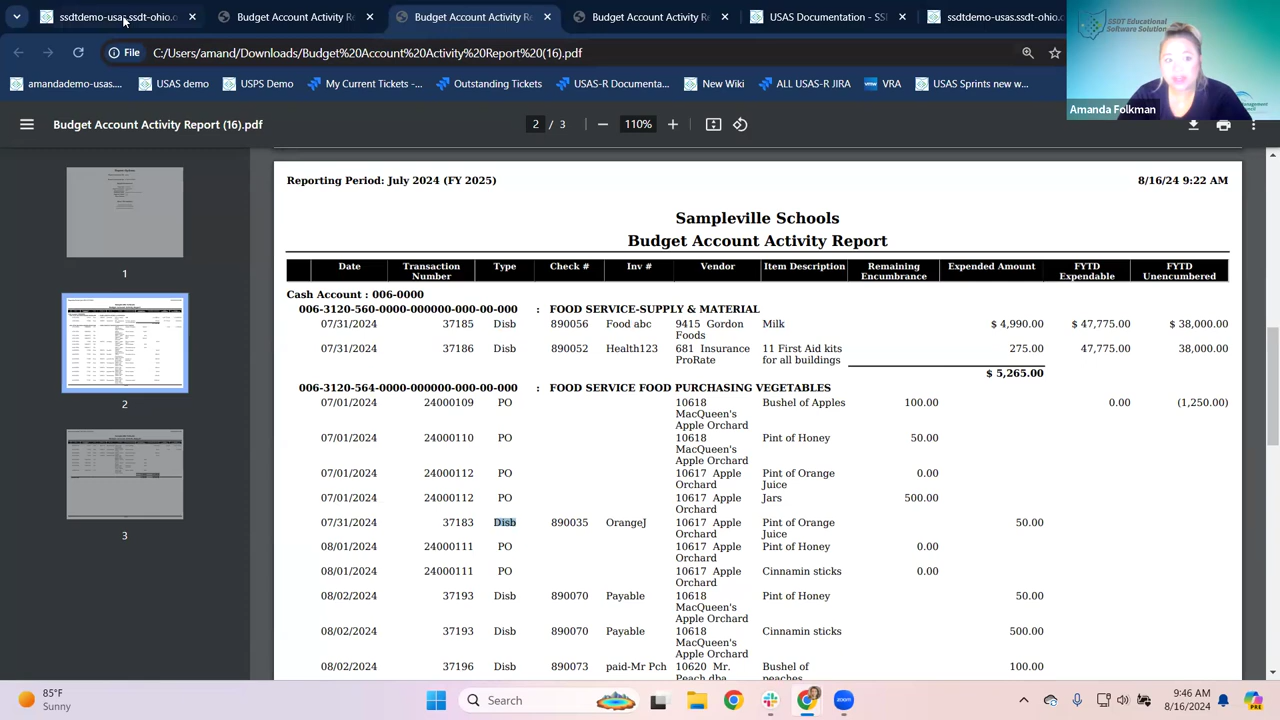 ssdtdemo-usas.ssdt-ohio.o
Budget Account Activity Re
Budget Account Activity Re
Budget Account Activity Re
USAS Documentation - SSD
ssdtdemo-usas.ssdt-ohio.o
SSDT Educational
Software Solution
File
C:/Users/amand/Downloads/Budget%20Account%20Activity%20Report%20(16).pdf
amandademo-usas....
USAS demo
USPS Demo
My Current Tickets -...
Outstanding Tickets
USAS-R Documenta...
New Wiki
ALL USAS-R JIRA
VRA
USAS Sprints new w...
Amanda Folkman
Budget Account Activity Report (16).pdf
2 / 3
110%
1
2
3
Reporting Period: July 2024 (FY 2025)
8/16/24 9:22 AM
Sampleville Schools
Budget Account Activity Report
Date Transaction Number Type Check # Inv # Vendor Item Description Remaining Encumbrance Expended Amount FYTD Expendable FYTD Unencumbered
Cash Account : 006-0000
006-3120-560-0000-000000-000-00-000 : FOOD SERVICE-SUPPLY & MATERIAL
07/31/2024 37185 Disb 890056 Food abc 9415 Gordon Foods Milk $ 4,990.00 $ 47,775.00 $ 38,000.00
07/31/2024 37186 Disb 890052 Health123 681 Insurance ProRate 11 First Aid kits for all buildings 275.00 47,775.00 38,000.00
$ 5,265.00
006-3120-564-0000-000000-000-00-000 : FOOD SERVICE FOOD PURCHASING VEGETABLES
07/01/2024 24000109 PO 10618 MacQueen's Apple Orchard Bushel of Apples 100.00 0.00 (1,250.00)
07/01/2024 24000110 PO 10618 MacQueen's Apple Orchard Pint of Honey 50.00
07/01/2024 24000112 PO 10617 Apple Orchard Pint of Orange Juice 0.00
07/01/2024 24000112 PO 10617 Apple Orchard Jars 500.00
07/31/2024 37183 Disb 890035 OrangeJ 10617 Apple Orchard Pint of Orange Juice 50.00
08/01/2024 24000111 PO 10617 Apple Orchard Pint of Honey 0.00
08/01/2024 24000111 PO 10617 Apple Orchard Cinnamin sticks 0.00
08/02/2024 37193 Disb 890070 Payable 10618 MacQueen's Apple Orchard Pint of Honey 50.00
08/02/2024 37193 Disb 890070 Payable 10618 MacQueen's Apple Orchard Cinnamin sticks 500.00
08/02/2024 37196 Disb 890073 paid-Mr Pch 10620 Mr. Peach dba Bushel of peaches 100.00
85°F
Sunny
Search
9:46 AM
8/16/2024